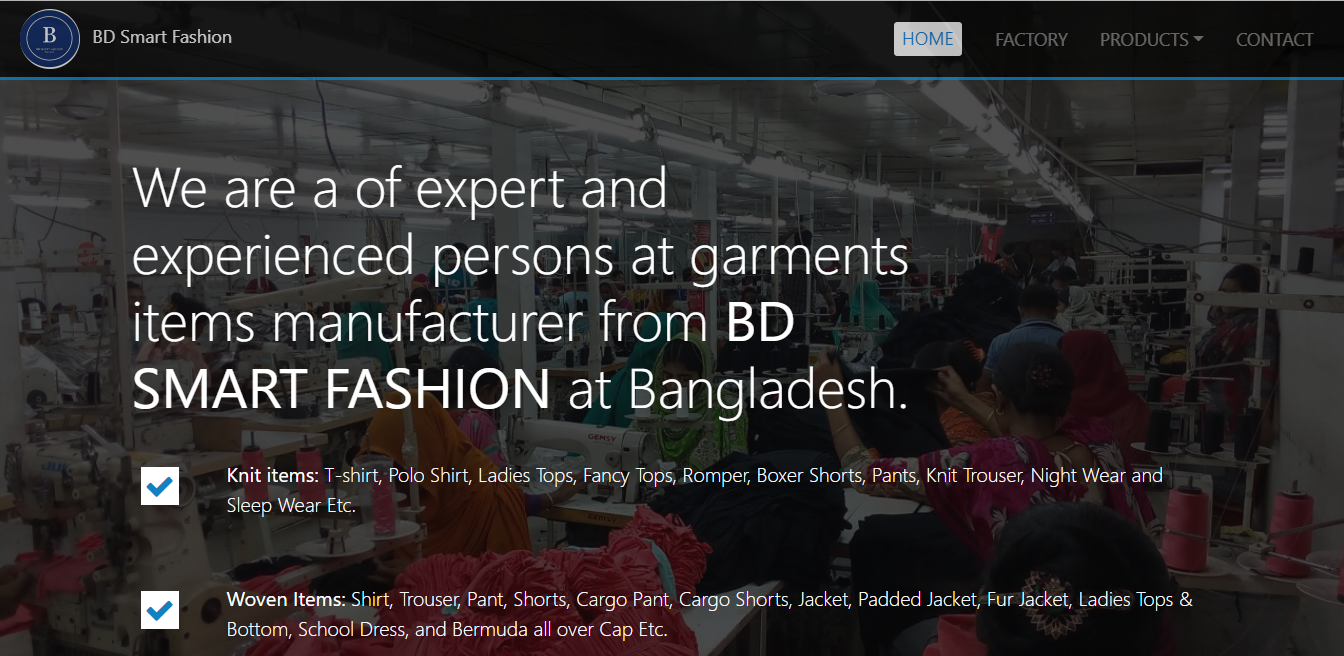 B
BD Smart Fashion
HOME
FACTORY
PRODUCTS
CONTACT
We are a of expert and
experienced persons at garments
items manufacturer from BD
SMART FASHION at Bangladesh.
GEMSY
GEMSY
Knit items: T-shirt, Polo Shirt, Ladies Tops, Fancy Tops, Romper, Boxer Shorts, Pants, Knit Trouser, Night Wear and
Sleep Wear Etc.
Woven Items: Shirt, Trouser, Pant, Shorts, Cargo Pant, Cargo Shorts, Jacket, Padded Jacket, Fur Jacket, Ladies Tops &
Bottom, School Dress, and Bermuda all over Cap Etc.